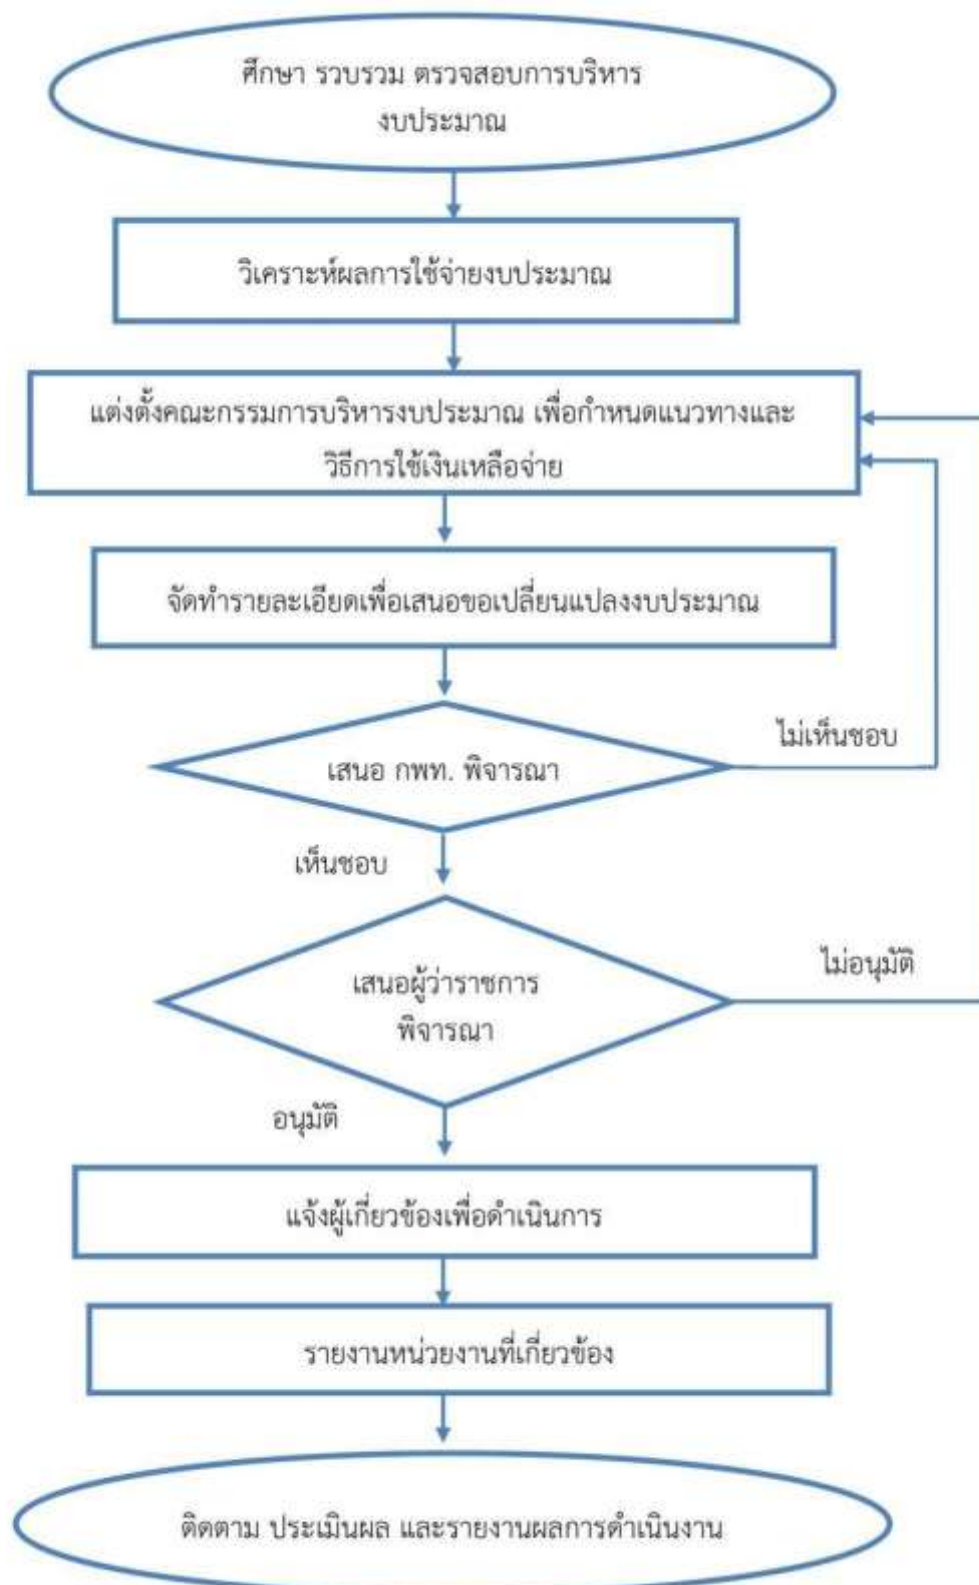 ศึกษา รวบรวม ตรวจสอบการบริหาร
งบประมาณ
วิเคราะห์ผลการใช้จ่ายงบประมาณ
แต่งตั้งคณะกรรมการบริหารงบประมาณ เพื่อกำหนดแนวทางและ
วิธีการใช้เงินเหลือจ่าย
จัดทำรายละเอียดเพื่อเสนอขอเปลี่ยนแปลงงบประมาณ
ไม่เห็นชอบ
เสนอ กพท. พิจารณา
เห็นชอบ
ไม่อนุมัติ
เสนอผู้ว่าราชการ
พิจารณา
อนุมัติ
แจ้งผู้เกี่ยวข้องเพื่อดำเนินการ
รายงานหน่วยงานที่เกี่ยวข้อง
ติดตาม ประเมินผล และรายงานผลการดำเนินงาน